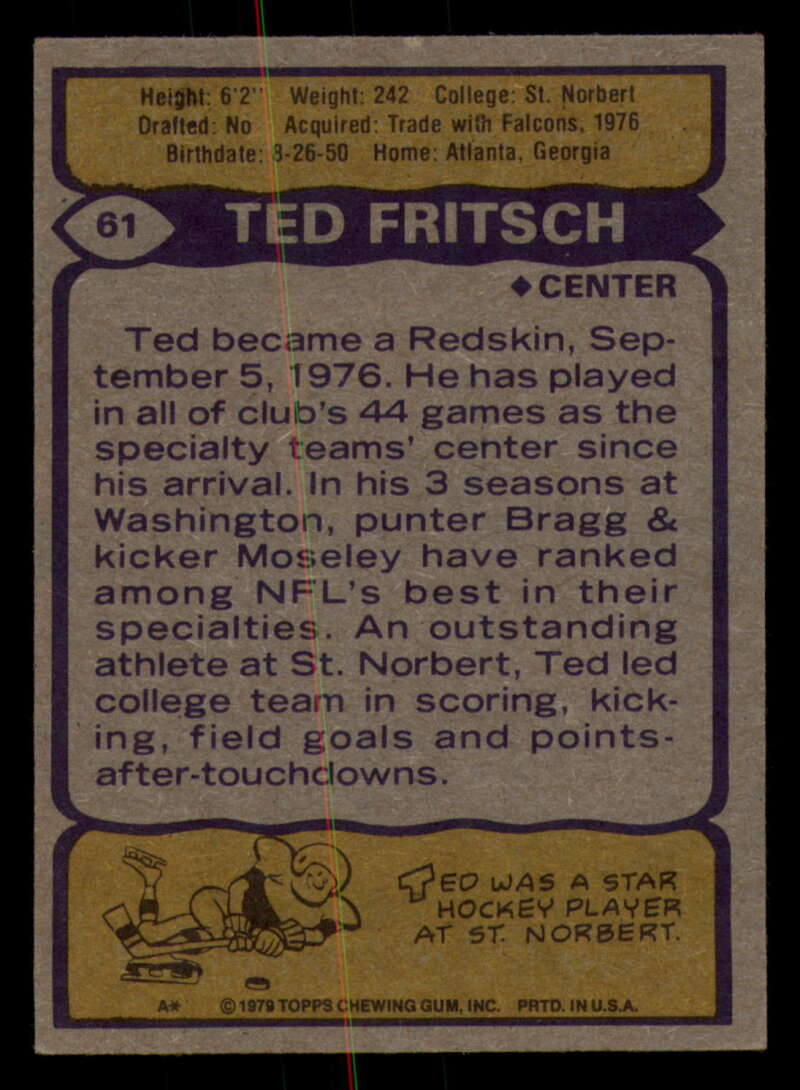 Height: 6'2" Weight: 242 College: St. Norbert
Drafted: No Acquired: Trade with Falcons, 1976
Birthdate: 8-26-50 Home: Atlanta, Georgia
61 TED FRITSCH
◆CENTER
Ted became a Redskin, Sep-
tember 5, 1976. He has played
in all of club's 44 games as the
specialty teams' center since
his arrival. In his 3 seasons at
Washington, punter Bragg &
kicker Moseley have ranked
among NFL's best in their
specialties. An outstanding
athlete at St. Norbert, Ted led
college team in scoring, kick-
ing, field goals and points-
after-touchdowns.
TED WAS A STAR
HOCKEY PLAYER
AT ST. NORBERT.
A* © 1979 TOPPS CHEWING GUM, INC. PRTD. IN U.S.A.